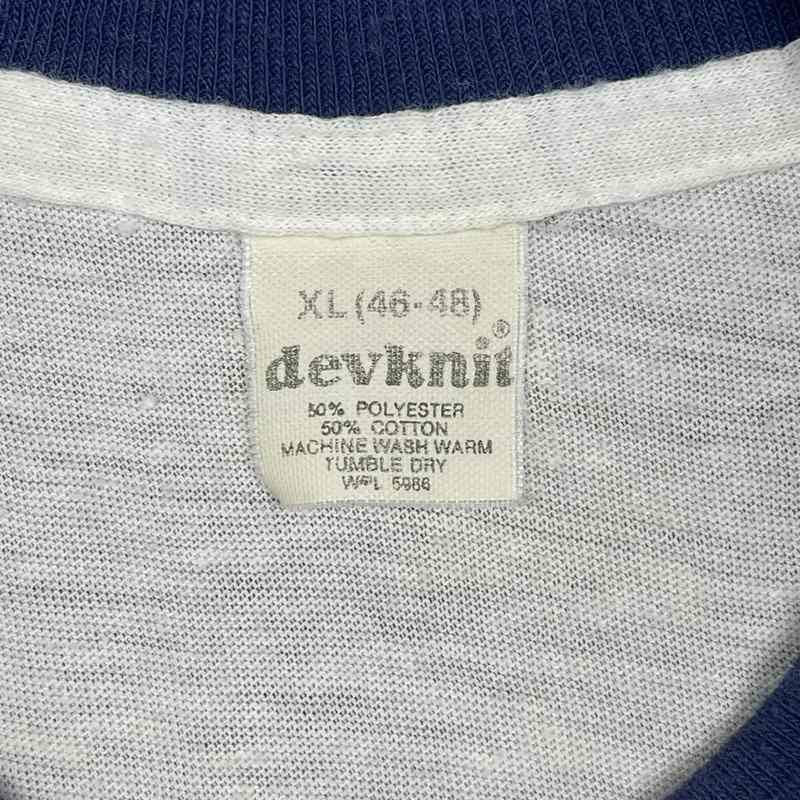 XL (46-48)
devknit®
50% POLYESTER
50% COTTON
MACHINE WASH WARM
TUMBLE DRY
WPL 5986